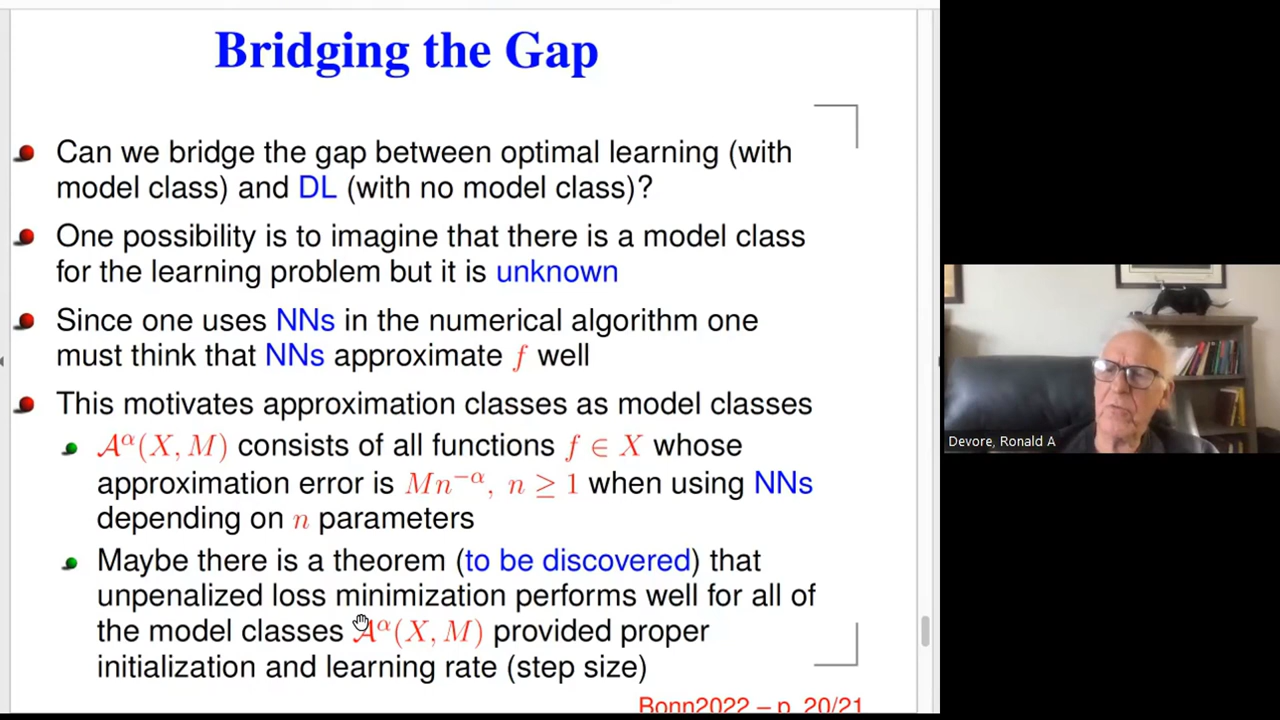 Bridging the Gap
Can we bridge the gap between optimal learning (with
model class) and DL (with no model class)?
One possibility is to imagine that there is a model class
for the learning problem but it is unknown
Since one uses NNs in the numerical algorithm one
must think that NNs approximate f well
This motivates approximation classes as model classes
𝒜^α(X, M) consists of all functions f ∈ X whose
approximation error is Mn^{-α}, n ≥ 1 when using NNs
depending on n parameters
Maybe there is a theorem (to be discovered) that
unpenalized loss minimization performs well for all of
the model classes 𝒜^α(X, M) provided proper
initialization and learning rate (step size)
Bonn2022 – p. 20/21
Devore, Ronald A